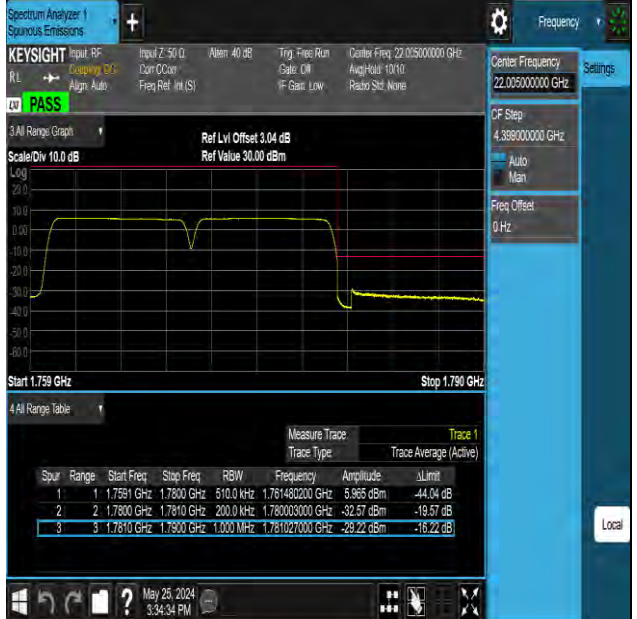 Spectrum Analyzer 1
Spurious Emissions
Frequency
KEYSIGHT Input: RF
Coupling: DC
Align: Auto
Input Z: 50 Ω
Corr CCorr
Freq Ref: Int (S)
Atten: 40 dB
Trig: Free Run
Gate: Off
IF Gain: Low
Center Freq: 22.005000000 GHz
Avg|Hold: 10/10
Radio Std: None
RL
LXI PASS
Center Frequency
22.005000000 GHz
Settings
CF Step
4.399000000 GHz
Auto
Man
Freq Offset
0 Hz
3 All Range Graph
Ref Lvl Offset 3.04 dB
Scale/Div 10.0 dB Ref Value 30.00 dBm
Log
20.0
10.0
0.00
-10.0
-20.0
-30.0
-40.0
-50.0
-60.0
Start 1.759 GHz Stop 1.790 GHz
4 All Range Table
Measure Trace Trace 1
Trace Type Trace Average (Active)
Spur Range Start Freq Stop Freq RBW Frequency Amplitude ΔLimit
1 1 1.7591 GHz 1.7800 GHz 510.0 kHz 1.761480200 GHz 5.965 dBm -44.04 dB
2 2 1.7800 GHz 1.7810 GHz 200.0 kHz 1.780003000 GHz -32.57 dBm -19.57 dB
3 3 1.7810 GHz 1.7900 GHz 1.000 MHz 1.781027000 GHz -29.22 dBm -16.22 dB
Local
May 25, 2024
3:34:34 PM